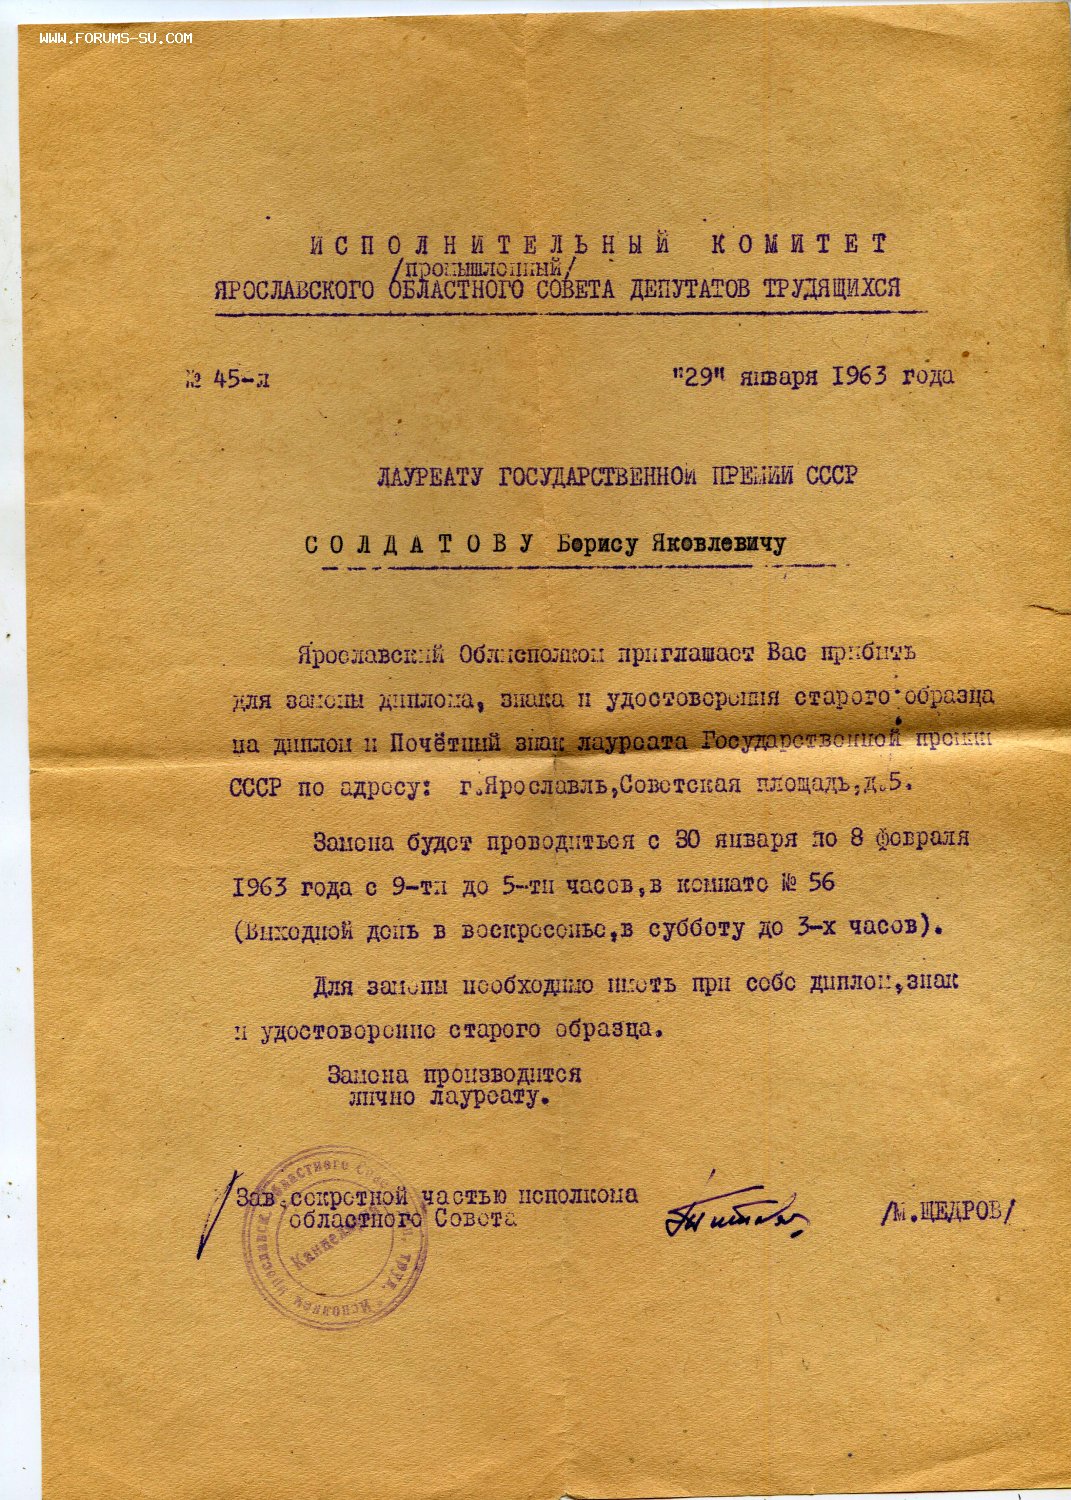 WWW.FORUMS-SU.COM
ИСПОЛНИТЕЛЬНЫЙ КОМИТЕТ
/промышленный/
ЯРОСЛАВСКОГО ОБЛАСТНОГО СОВЕТА ДЕПУТАТОВ ТРУДЯЩИХСЯ
№ 45-л
"29" января 1963 года
ЛАУРЕАТУ ГОСУДАРСТВЕННОЙ ПРЕМИИ СССР
СОЛДАТОВУ Борису Яковлевичу
Ярославский Облисполком приглашает Вас прибыть
для замены диплома, знака и удостоверения старого образца
на диплом и Почётный знак лауреата Государственной премии
СССР по адресу: г.Ярославль,Советская площадь,д.5.
Замена будет проводиться с 30 января по 8 февраля
1963 года с 9-ти до 5-ти часов,в комнате № 56
(Выходной день в воскресенье,в субботу до 3-х часов).
Для замены необходимо иметь при себе диплом,знак
и удостоверение старого образца.
Замена производится
лично лауреату.
Зав.секретной частью исполкома
областного Совета
/М.ЩЕДРОВ/
Канцелярия